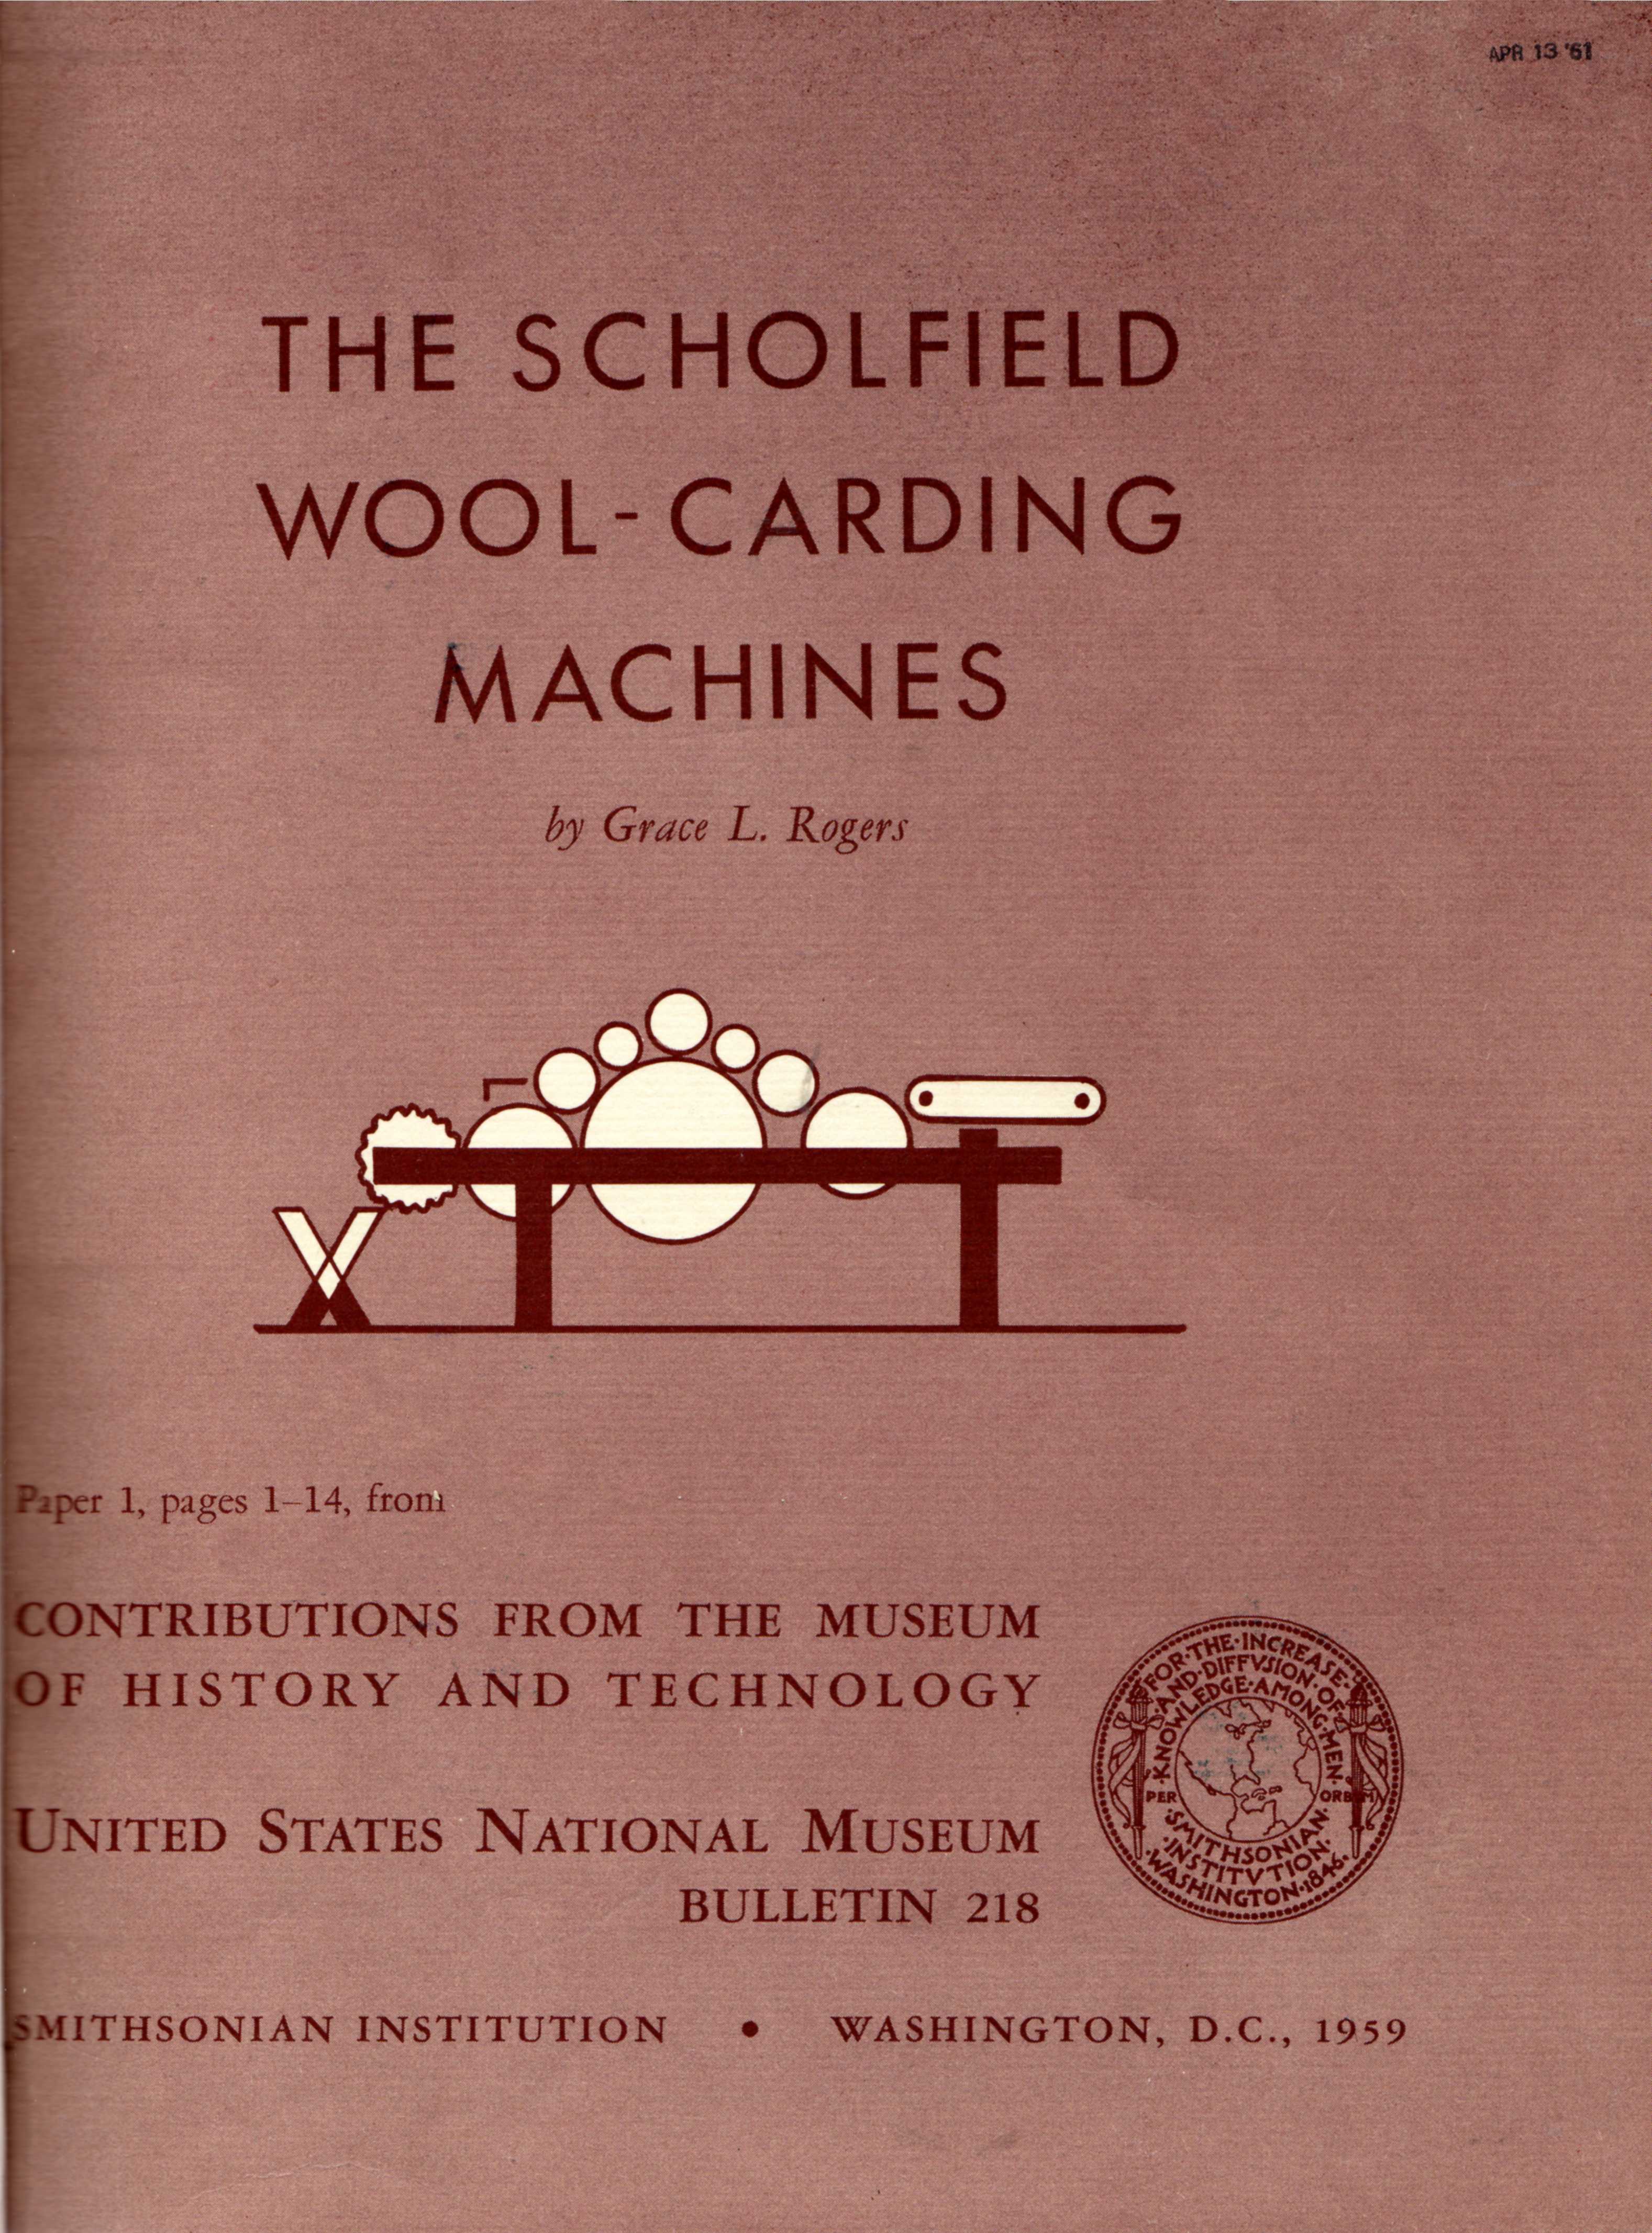 APR 13 '61
THE SCHOLFIELD
WOOL-CARDING
MACHINES
by Grace L. Rogers
Paper 1, pages 1–14, from
CONTRIBUTIONS FROM THE MUSEUM
OF HISTORY AND TECHNOLOGY
UNITED STATES NATIONAL MUSEUM
BULLETIN 218
FOR·THE·INCREASE·
·AND·DIFFVSION·OF·
·KNOWLEDGE·AMONG·MEN·
PER ORBEM
·SMITHSONIAN·
·INSTITVTION·
·WASHINGTON·1846·
SMITHSONIAN INSTITUTION • WASHINGTON, D.C., 1959